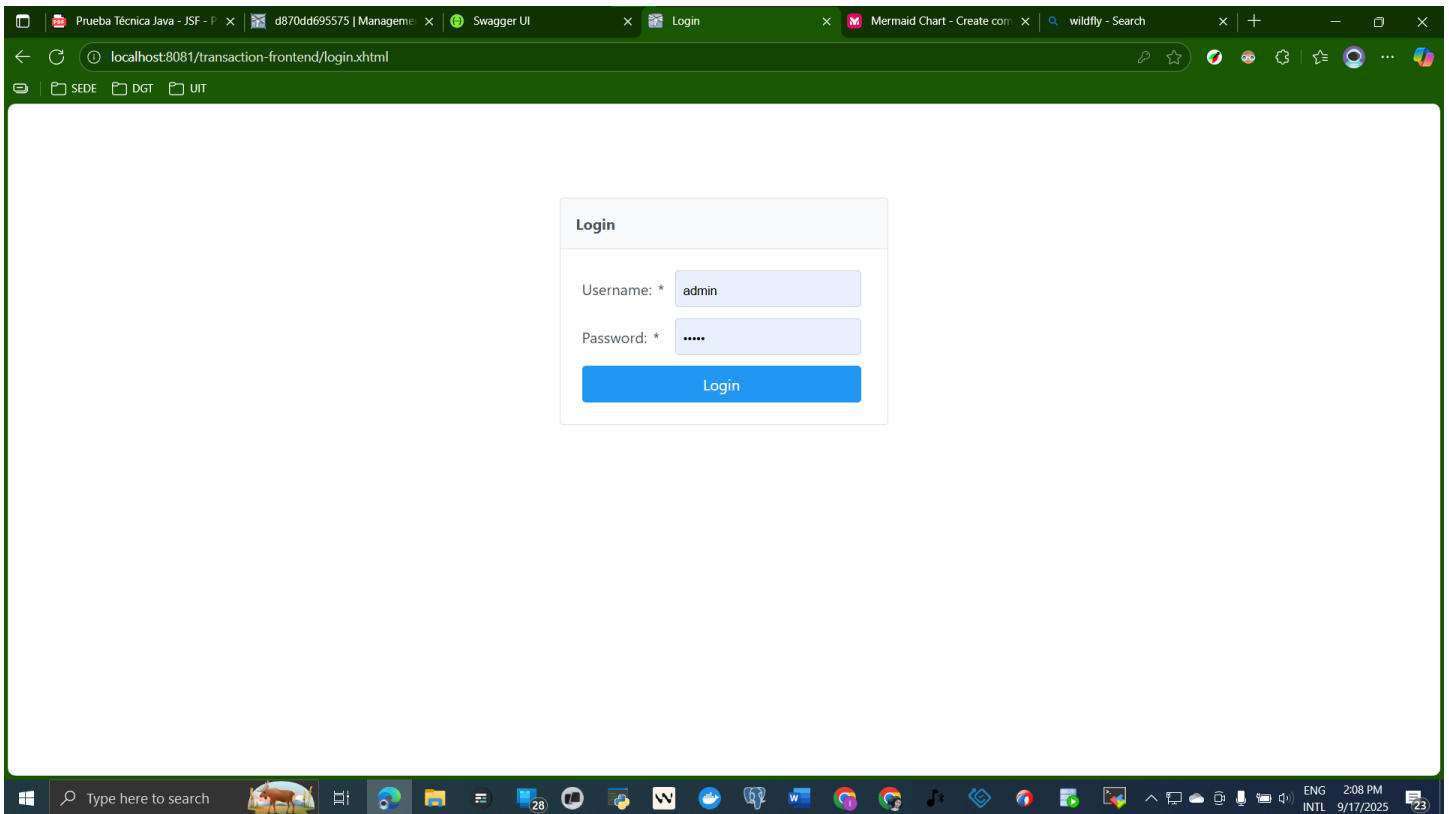 Prueba Técnica Java - JSF - P
d870dd695575 | Manageme
Swagger UI
Login
Mermaid Chart - Create com
wildfly - Search
localhost:8081/transaction-frontend/login.xhtml
SEDE
DGT
UIT
Login
Username: *
admin
Password: *
•••••
Login
Type here to search
28
ENG
INTL
2:08 PM
9/17/2025
23